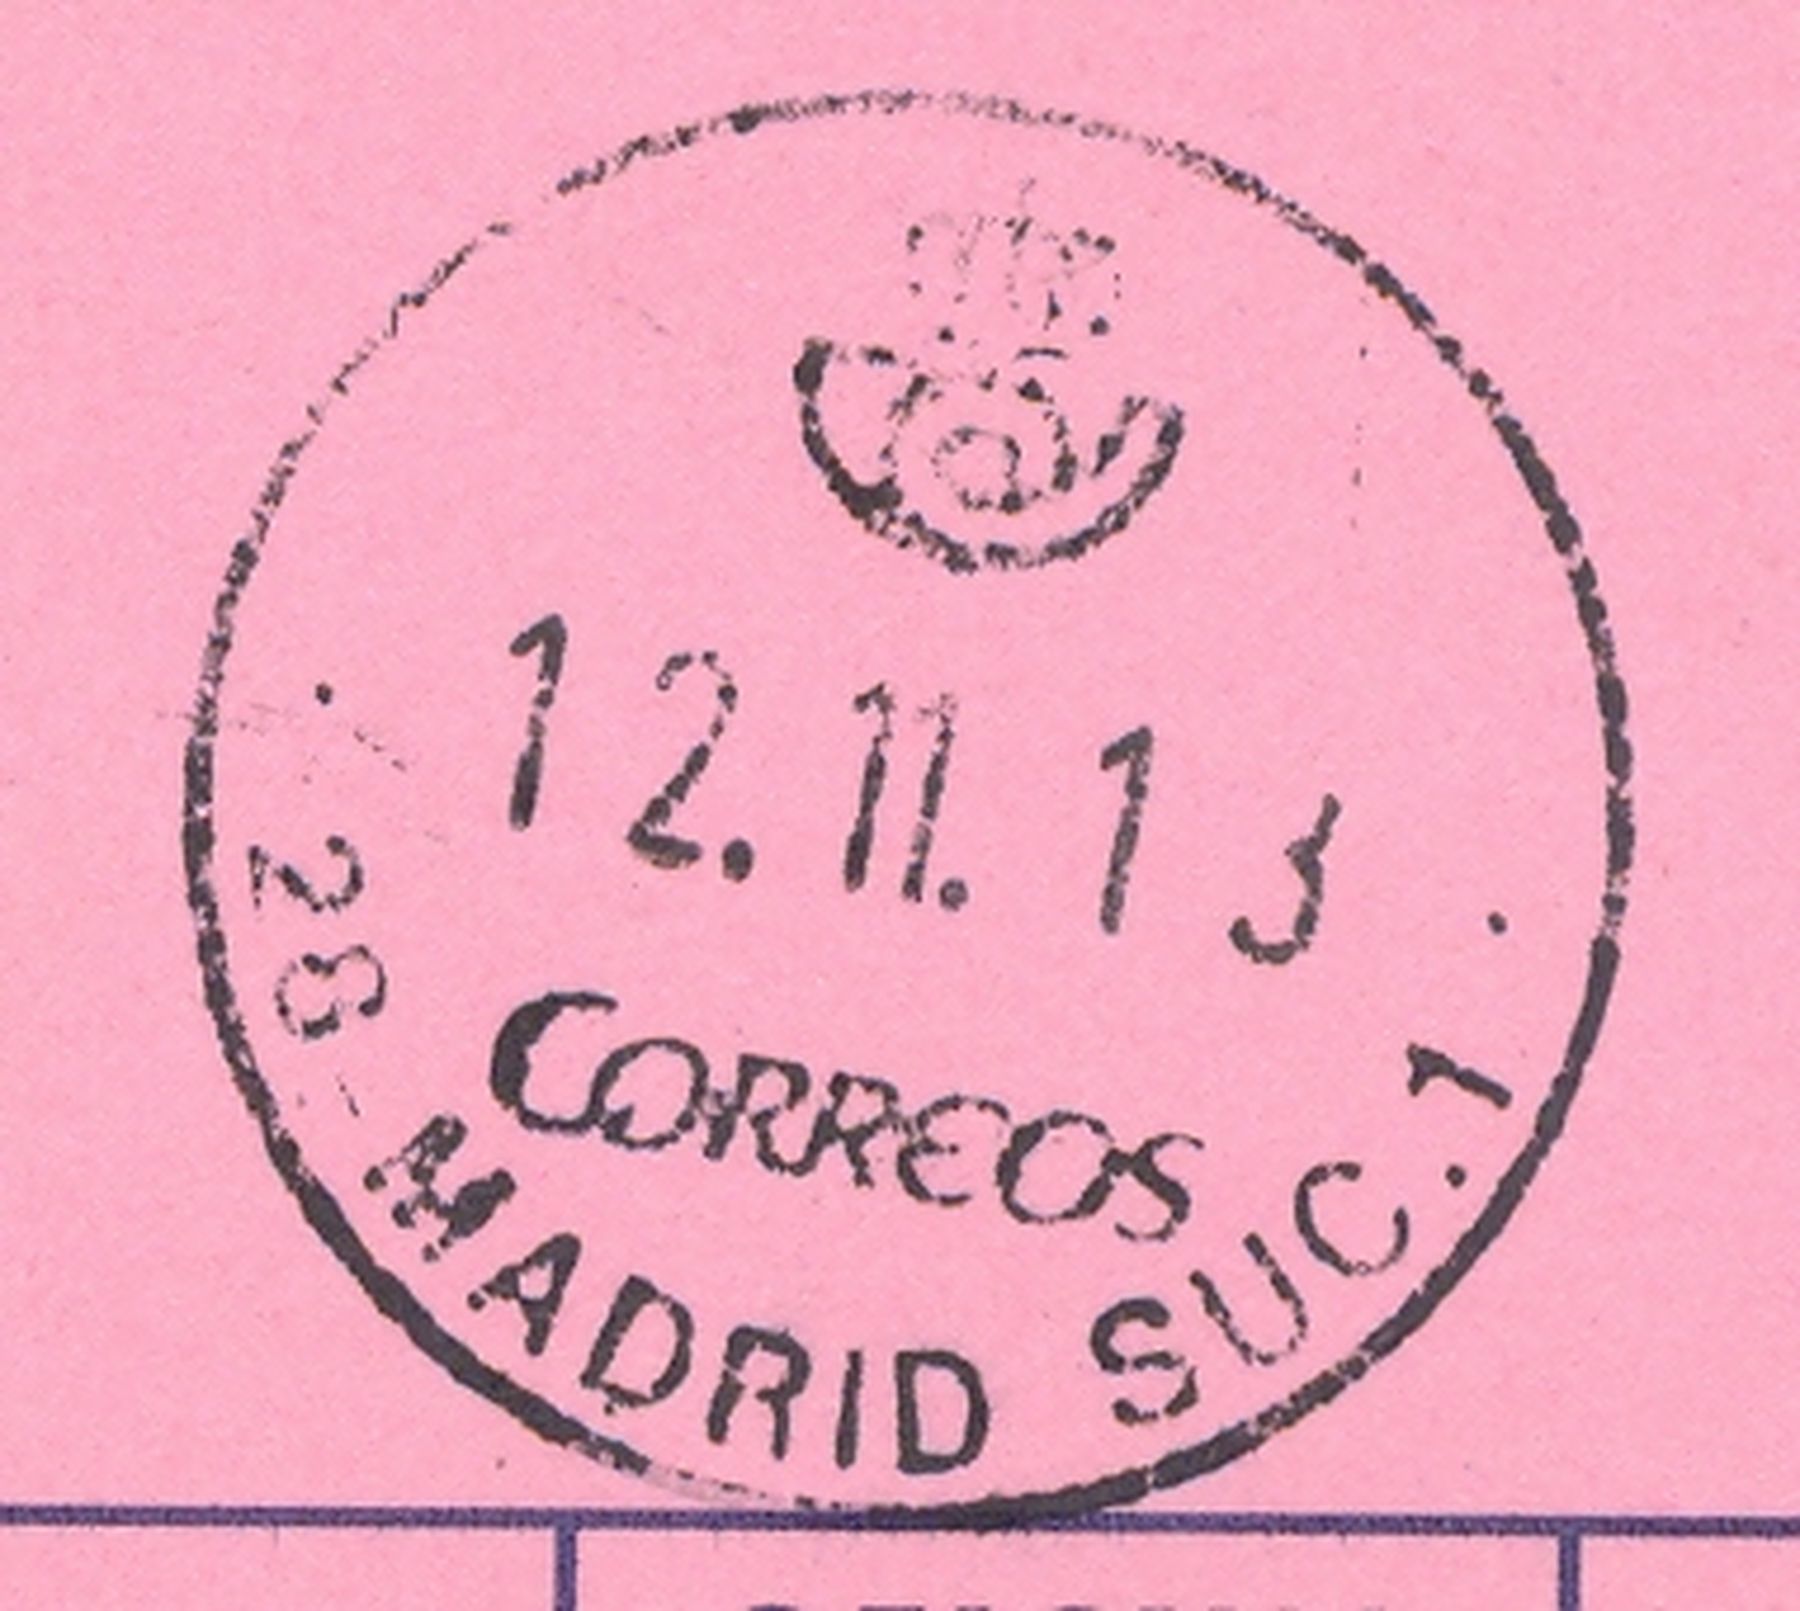 12.11.13
CORREOS
28 - MADRID SUC.1